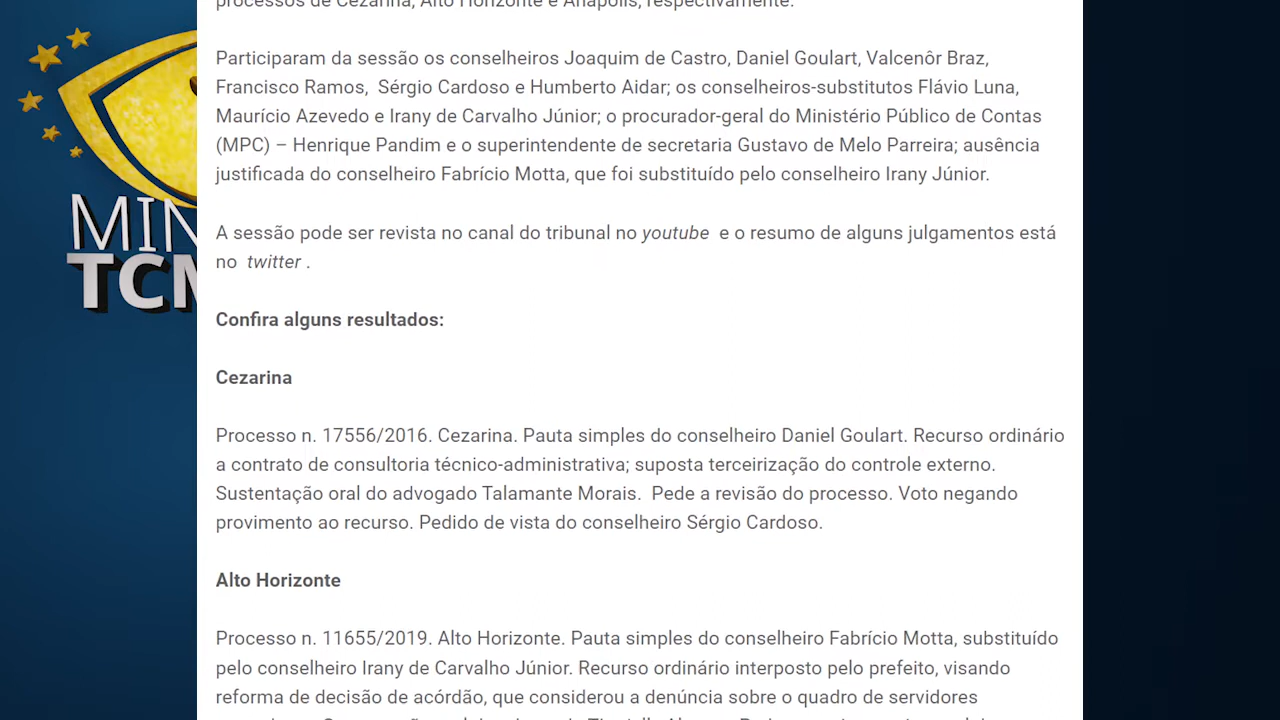 processos de Cezarina, Alto Horizonte e Anápolis, respectivamente.
Participaram da sessão os conselheiros Joaquim de Castro, Daniel Goulart, Valcenôr Braz,
Francisco Ramos,  Sérgio Cardoso e Humberto Aidar; os conselheiros-substitutos Flávio Luna,
Maurício Azevedo e Irany de Carvalho Júnior; o procurador-geral do Ministério Público de Contas
(MPC) – Henrique Pandim e o superintendente de secretaria Gustavo de Melo Parreira; ausência
justificada do conselheiro Fabrício Motta, que foi substituído pelo conselheiro Irany Júnior.
A sessão pode ser revista no canal do tribunal no youtube  e o resumo de alguns julgamentos está
no  twitter .
Confira alguns resultados:
Cezarina
Processo n. 17556/2016. Cezarina. Pauta simples do conselheiro Daniel Goulart. Recurso ordinário
a contrato de consultoria técnico-administrativa; suposta terceirização do controle externo.
Sustentação oral do advogado Talamante Morais.  Pede a revisão do processo. Voto negando
provimento ao recurso. Pedido de vista do conselheiro Sérgio Cardoso.
Alto Horizonte
Processo n. 11655/2019. Alto Horizonte. Pauta simples do conselheiro Fabrício Motta, substituído
pelo conselheiro Irany de Carvalho Júnior. Recurso ordinário interposto pelo prefeito, visando
reforma de decisão de acórdão, que considerou a denúncia sobre o quadro de servidores
MIN
TCM